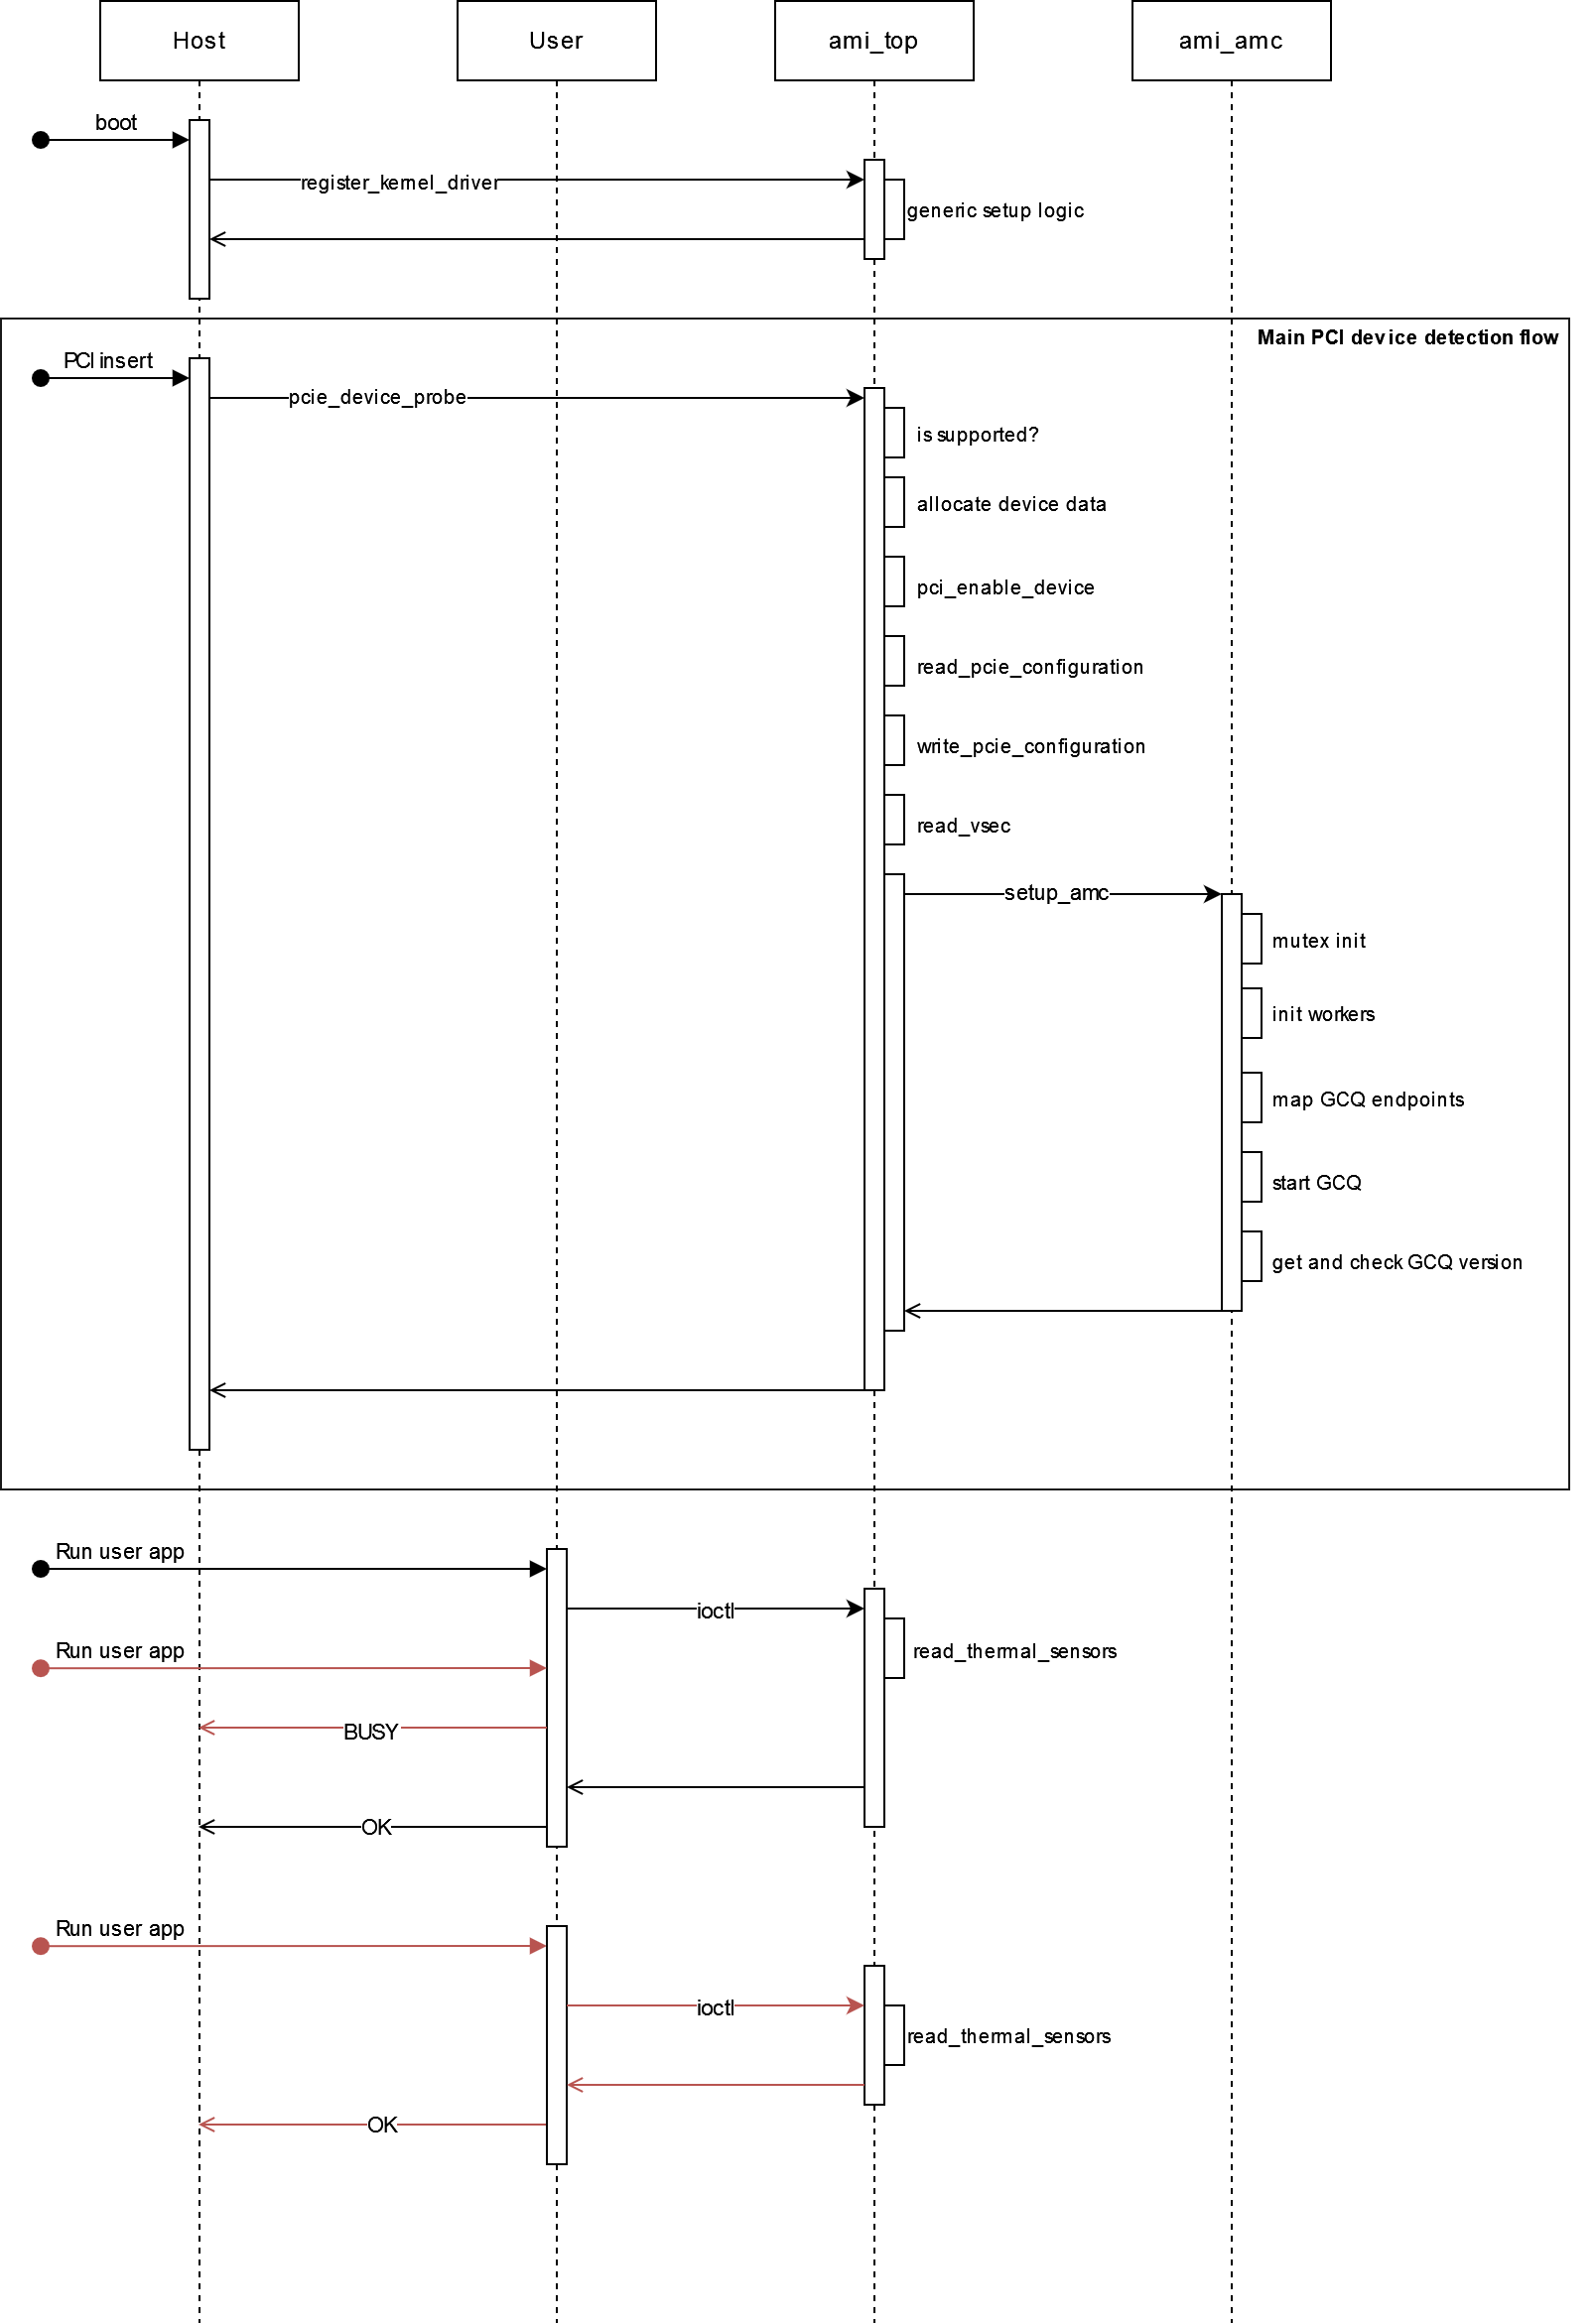 Host
User
ami_top
ami_amc
boot
register_kernel_driver
generic setup logic
Main PCI device detection flow
PCI insert
pcie_device_probe
is supported?
allocate device data
pci_enable_device
read_pcie_configuration
write_pcie_configuration
read_vsec
setup_amc
mutex init
init workers
map GCQ endpoints
start GCQ
get and check GCQ version
Run user app
ioctl
Run user app
read_thermal_sensors
BUSY
OK
Run user app
ioctl
read_thermal_sensors
OK